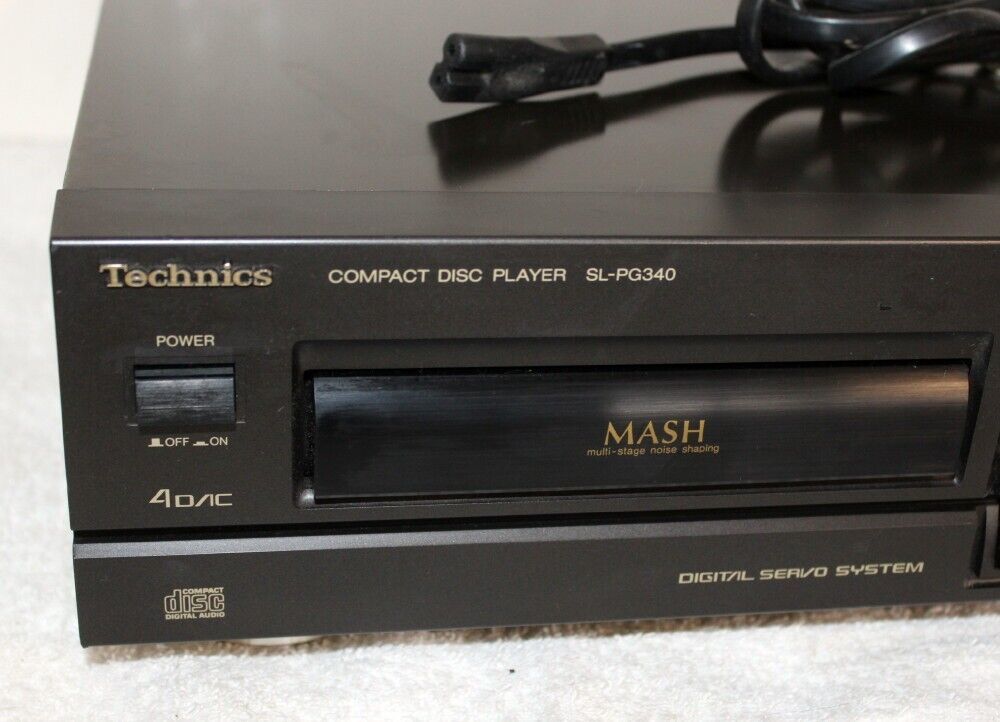 Technics COMPACT DISC PLAYER SL-PG340
POWER
OFF ON
4 D/AC
MASH
multi-stage noise shaping
DIGITAL SERVO SYSTEM
COMPACT
disc
DIGITAL AUDIO